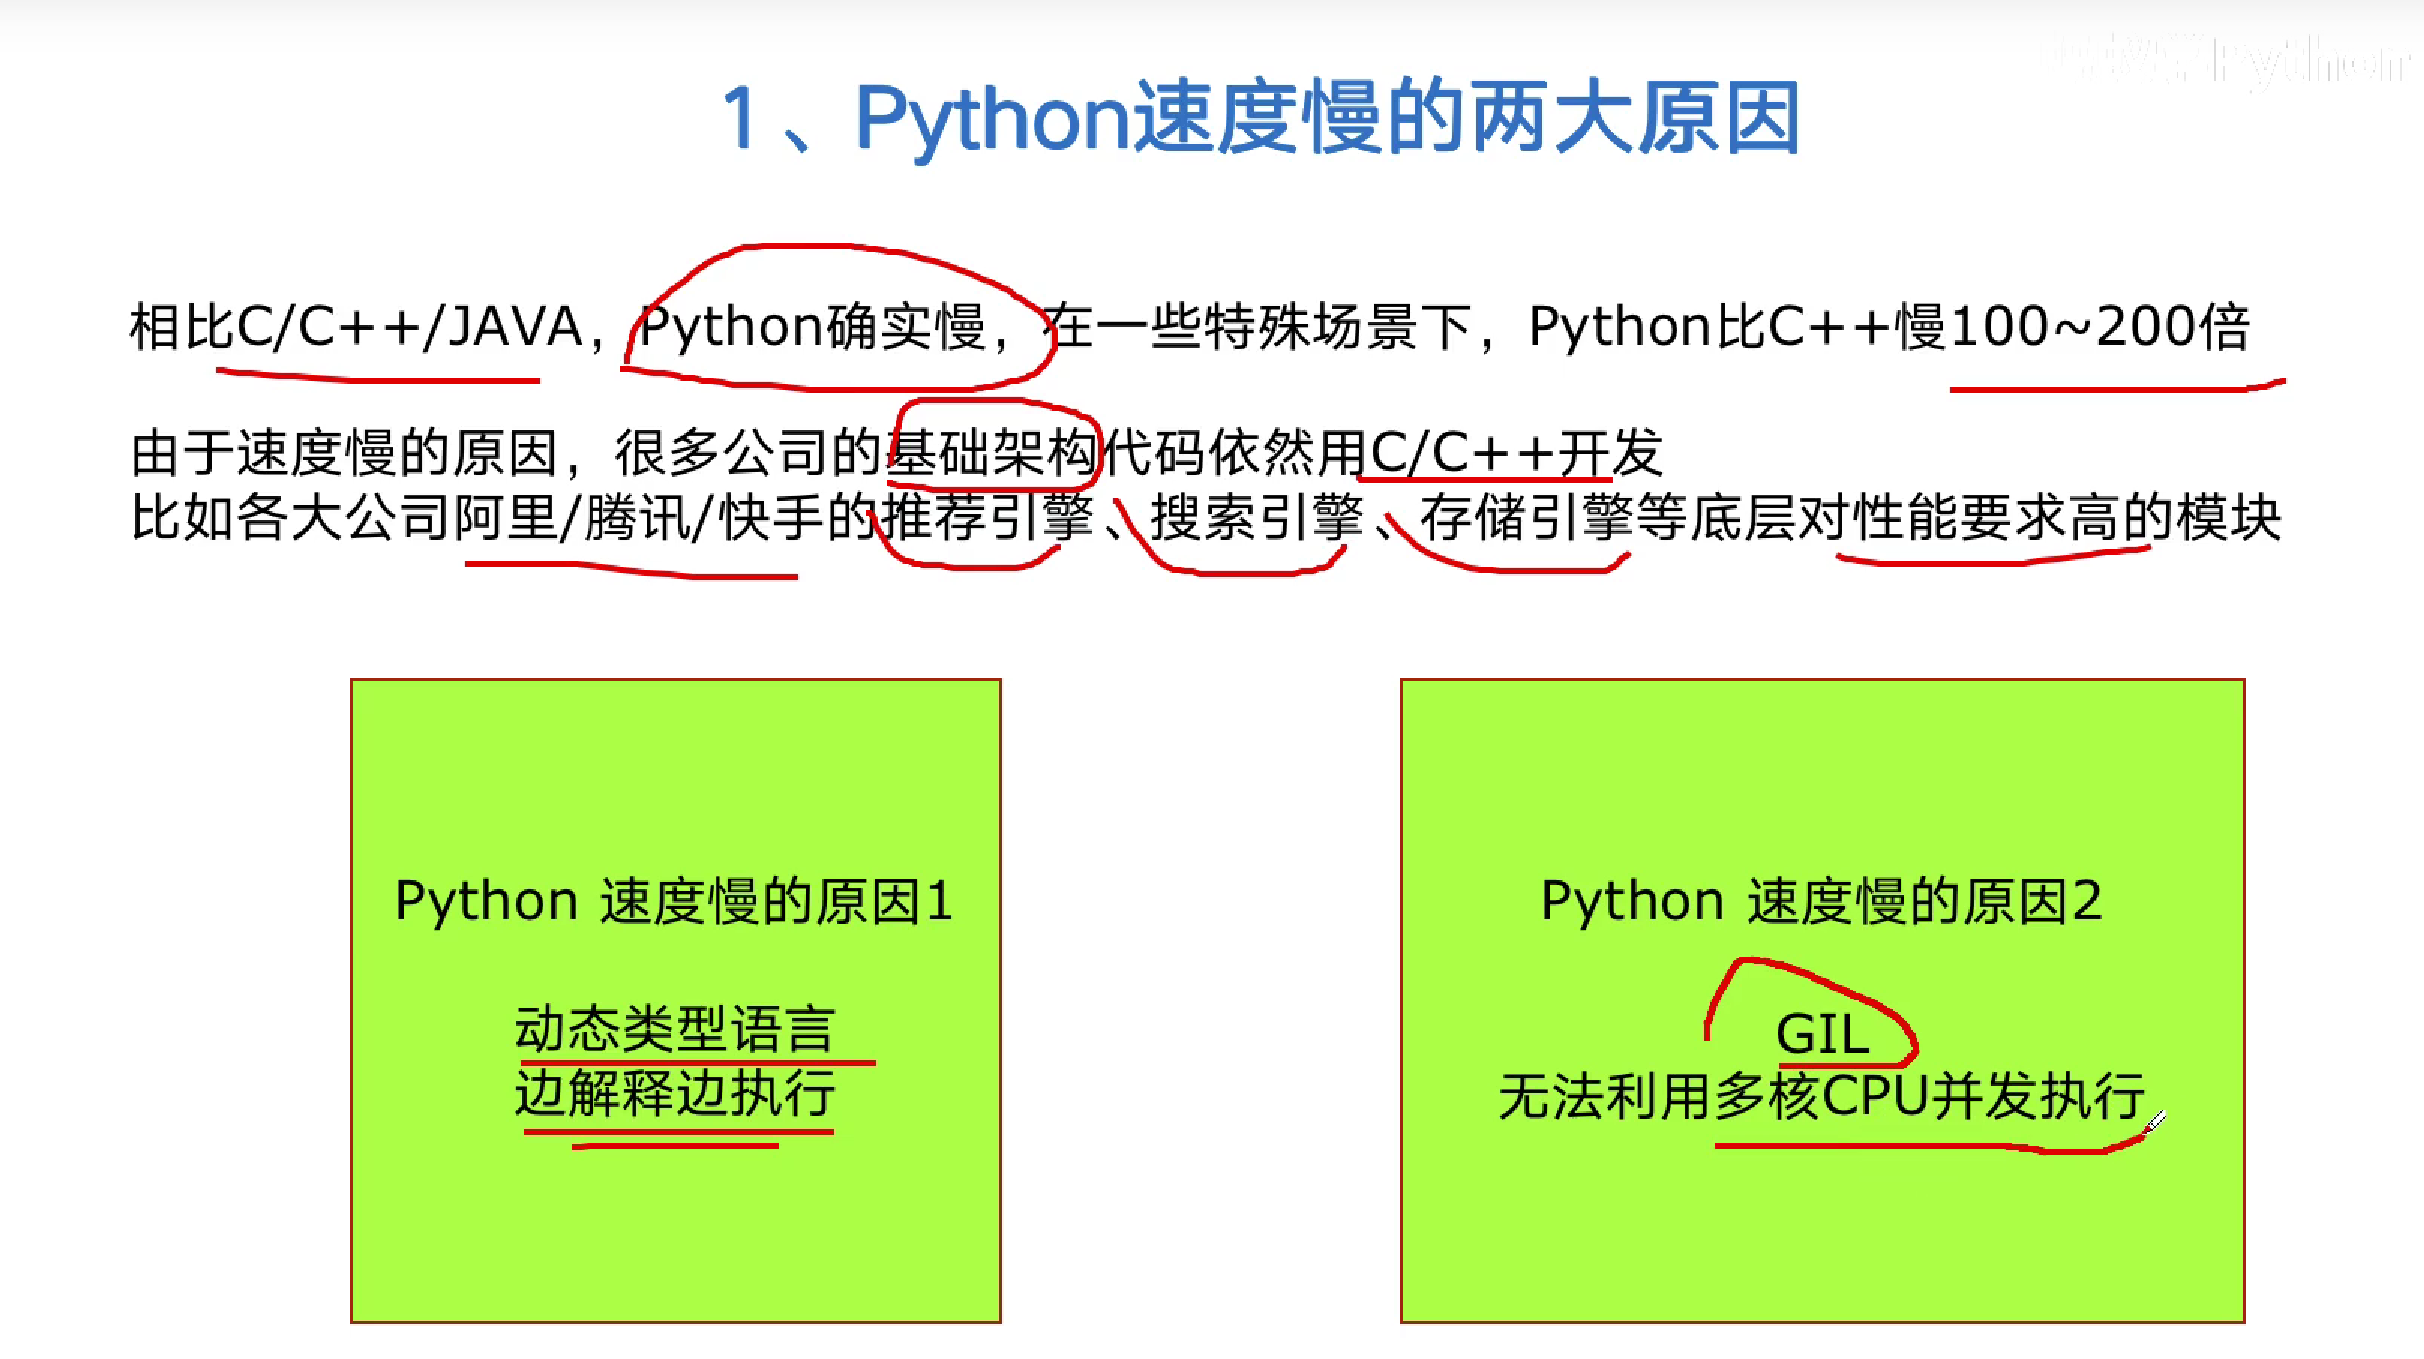 1、Python速度慢的两大原因
相比C/C++/JAVA，Python确实慢，在一些特殊场景下，Python比C++慢100~200倍
由于速度慢的原因，很多公司的基础架构代码依然用C/C++开发
比如各大公司阿里/腾讯/快手的推荐引擎、搜索引擎、存储引擎等底层对性能要求高的模块
Python 速度慢的原因1
动态类型语言
边解释边执行
Python 速度慢的原因2
GIL
无法利用多核CPU并发执行